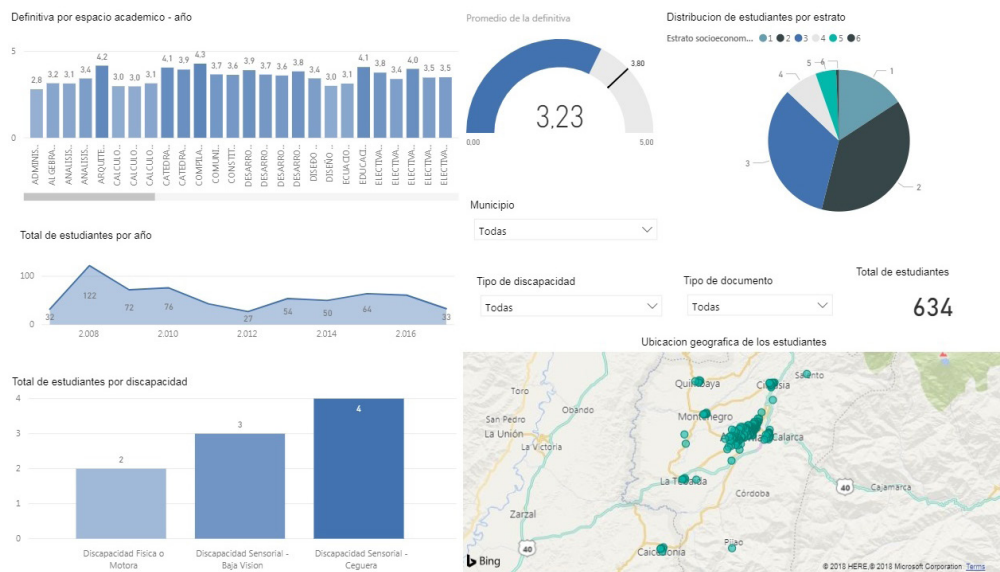 Definitiva por espacio academico - año
5
0
2.8
3.2
3.1
3.4
4.2
3.0
3.0
3.1
4.1
3.9
4.3
3.7
3.6
3.9
3.7
3.6
3.8
3.4
3.0
3.1
4.1
3.8
3.4
4.0
3.5
3.5
ADMINIS...
ALGEBRA...
ANALISIS...
ANALISIS...
ARQUITE...
CALCULO...
CALCULO...
CALCULO...
CATEDRA...
CATEDRA...
COMPILA...
COMUNI...
CONSTIT...
DESARRO...
DESARRO...
DESARRO...
DESARRO...
DISEÑO ...
ECUACIO...
EDUCACI...
ELECTIVA...
ELECTIVA...
ELECTIVA...
ELECTIVA...
ELECTIVA...
Promedio de la definitiva
3.80
3,23
0,00
5,00
Distribucion de estudiantes por estrato
Estrato socioeconom... 1 2 3 4 5 6
1
2
3
4
5
6
Municipio
Todas
Total de estudiantes por año
100
0
32
122
72
76
27
54
50
64
33
2.008
2.010
2.012
2.014
2.016
Tipo de discapacidad
Todas
Tipo de documento
Todas
Total de estudiantes
634
Total de estudiantes por discapacidad
4
3
2
1
0
2
3
4
Discapacidad Fisica o
Motora
Discapacidad Sensorial -
Baja Vision
Discapacidad Sensorial -
Ceguera
Ubicacion geografica de los estudiantes
Toro
Obando
San Pedro
La Unión
La Victoria
Zarzal
Montenegro
Calarca
Córdoba
Cajamarca
40
40
Bing
© 2018 HERE,© 2018 Microsoft Corporation Terms